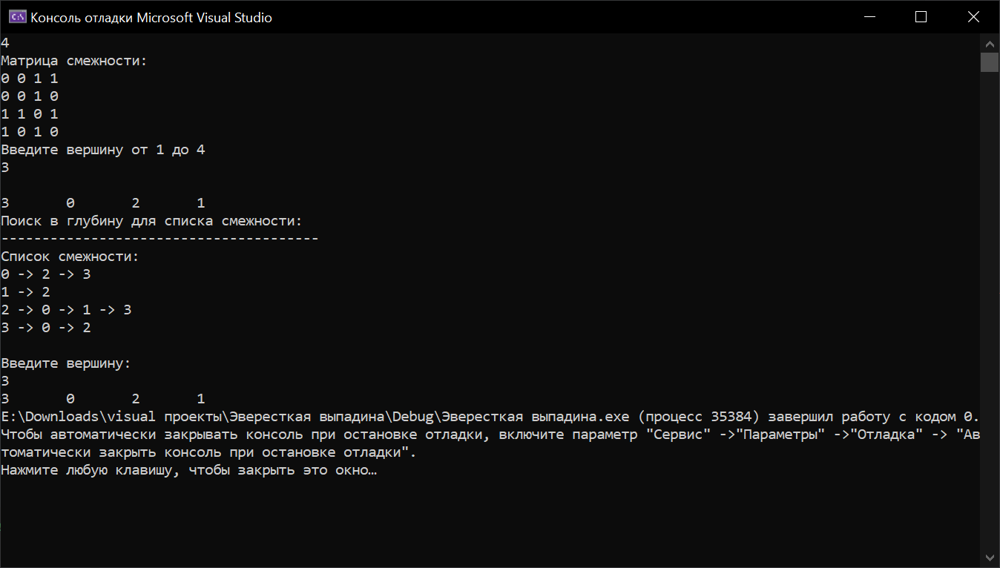 Консоль отладки Microsoft Visual Studio
4
Матрица смежности:
0 0 1 1
0 0 1 0
1 1 0 1
1 0 1 0
Введите вершину от 1 до 4
3
3 0 2 1
Поиск в глубину для списка смежности:
---------------------------------------
Список смежности:
0 -> 2 -> 3
1 -> 2
2 -> 0 -> 1 -> 3
3 -> 0 -> 2
Введите вершину:
3
3 0 2 1
E:\Downloads\visual проекты\Эвересткая выпадина\Debug\Эвересткая выпадина.exe (процесс 35384) завершил работу с кодом 0.
Чтобы автоматически закрывать консоль при остановке отладки, включите параметр "Сервис" ->"Параметры" ->"Отладка" -> "Ав
томатически закрыть консоль при остановке отладки".
Нажмите любую клавишу, чтобы закрыть это окно…